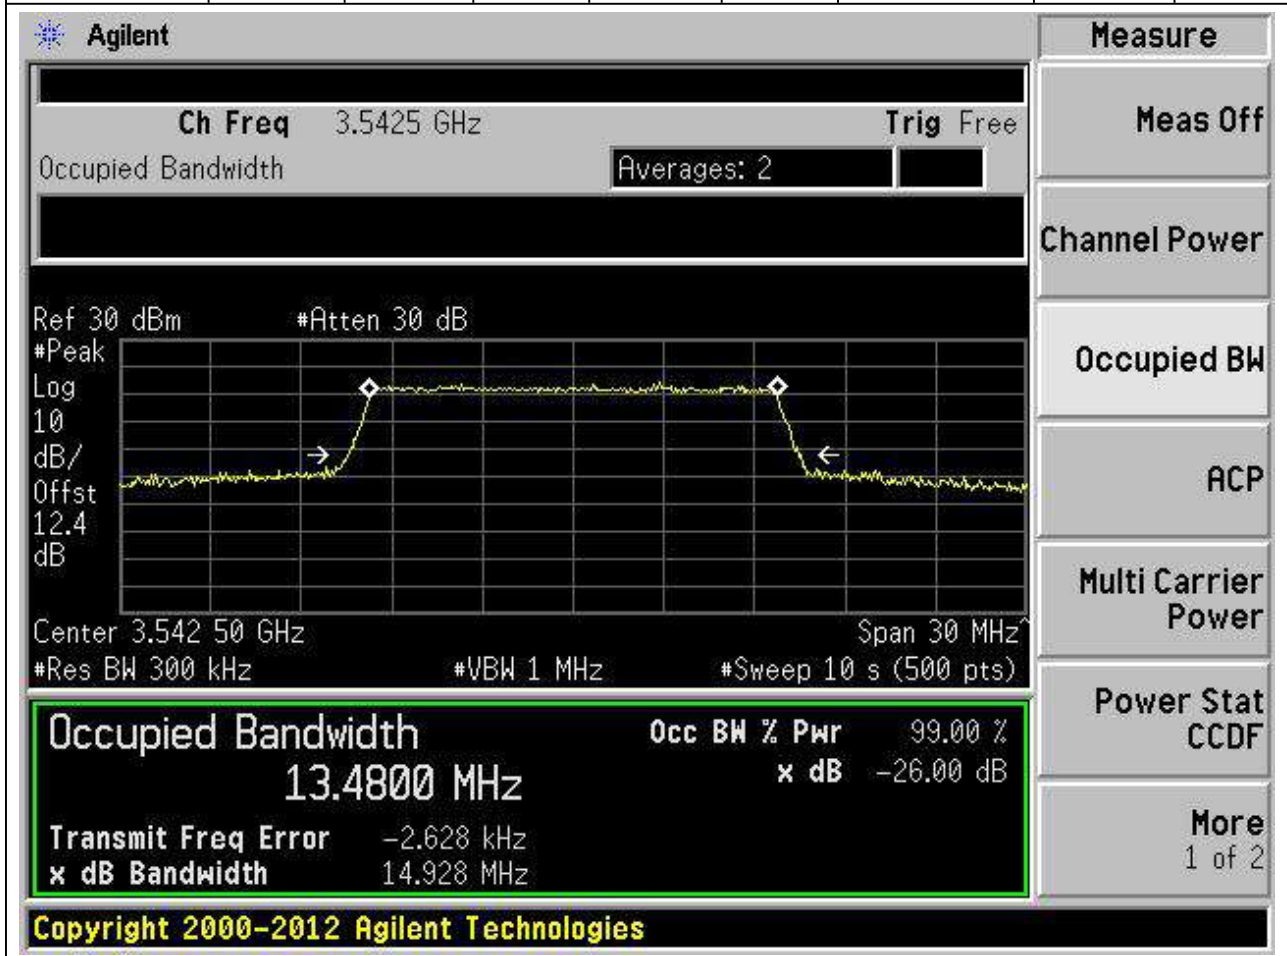 Agilent
Measure
Ch Freq 3.5425 GHz Trig Free
Meas Off
Occupied Bandwidth Averages: 2
Channel Power
Ref 30 dBm #Atten 30 dB
#Peak
Log
10
dB/
Offst
12.4
dB
Occupied BW
ACP
Multi Carrier
Power
Center 3.542 50 GHz Span 30 MHz^
#Res BW 300 kHz #VBW 1 MHz #Sweep 10 s (500 pts)
Power Stat
CCDF
Occupied Bandwidth Occ BW % Pwr 99.00 %
13.4800 MHz x dB -26.00 dB
Transmit Freq Error -2.628 kHz
x dB Bandwidth 14.928 MHz
More
1 of 2
Copyright 2000-2012 Agilent Technologies